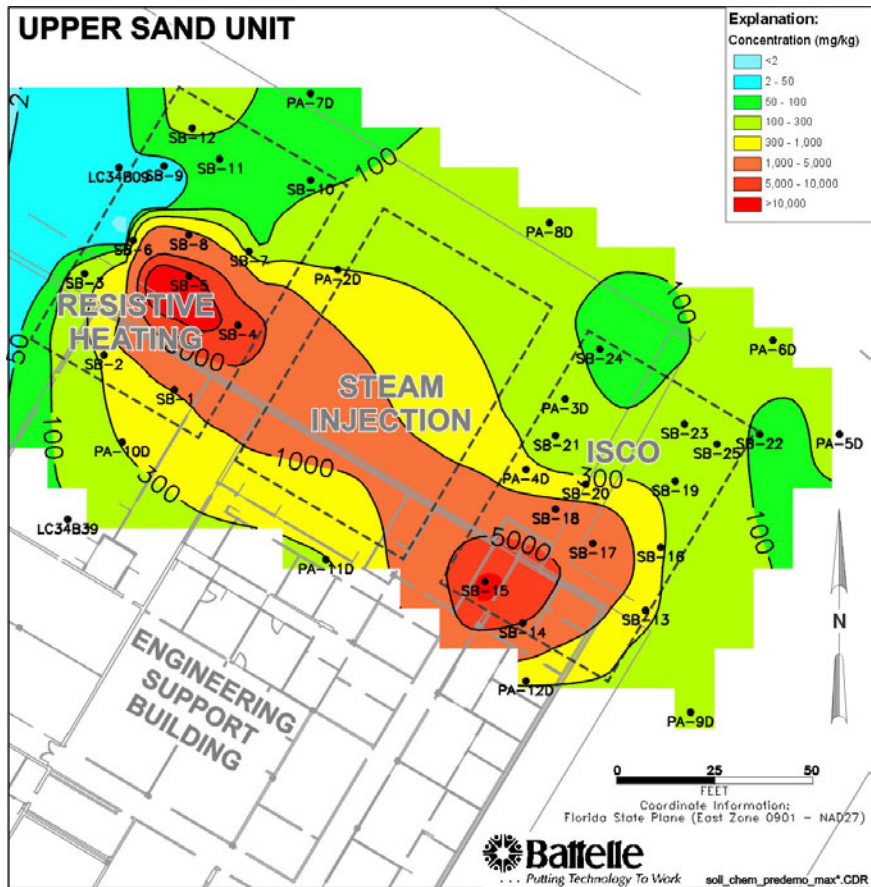 UPPER SAND UNIT
Explanation:
Concentration (mg/kg)
<2
2 - 50
50 - 100
100 - 300
300 - 1,000
1,000 - 5,000
5,000 - 10,000
>10,000
2
PA-7D
SB-12
SB-11
100
LC34B09
SB-9
SB-10
PA-8D
SB-6
SB-8
SB-7
SB-3
SB-5
PA-2D
100
RESISTIVE
HEATING
SB-4
PA-6D
50
SB-2
5000
SB-24
SB-1
STEAM
INJECTION
PA-3D
100
PA-10D
SB-21
ISCO
SB-23
SB-25
SB-22
PA-5D
1000
300
PA-4D
300
SB-20
SB-19
LC34B39
SB-18
100
5000
SB-17
SB-16
PA-11D
SB-15
SB-13
SB-14
N
ENGINEERING
SUPPORT
BUILDING
PA-12D
PA-9D
0 25 50
FEET
Coordinate Information:
Florida State Plane (East Zone 0901 - NAD27)
Battelle
. . . Putting Technology To Work
soil_chem_predemo_max*.CDR